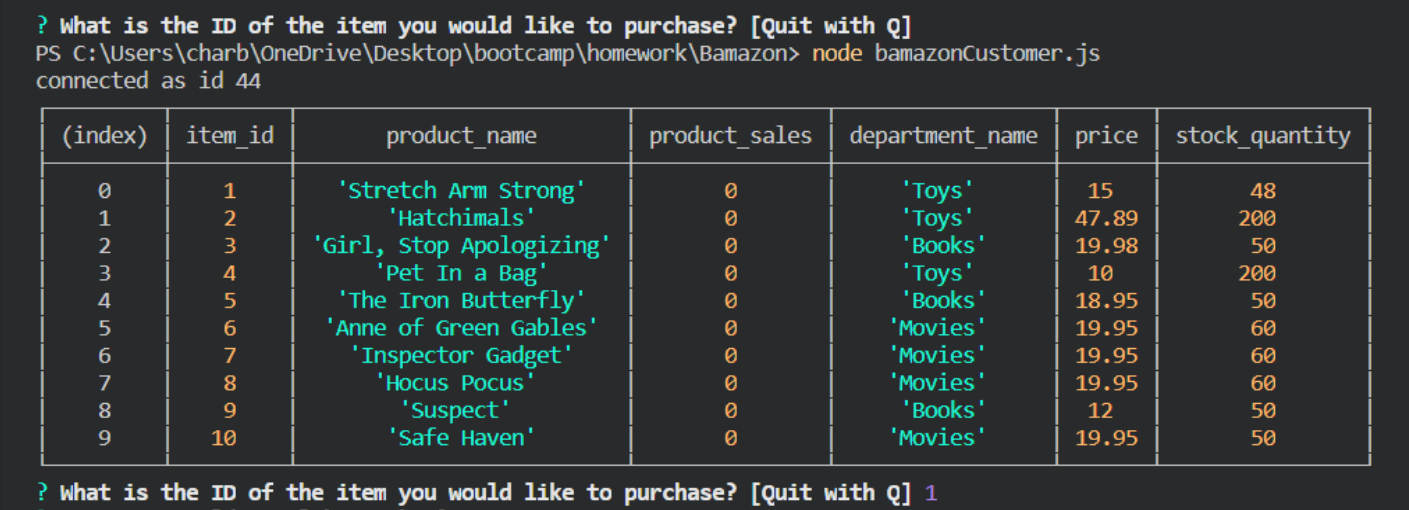 ? What is the ID of the item you would like to purchase? [Quit with Q]
PS C:\Users\charb\OneDrive\Desktop\bootcamp\homework\Bamazon> node bamazonCustomer.js
connected as id 44
(index) item_id product_name product_sales department_name price stock_quantity
0 1 'Stretch Arm Strong' 0 'Toys' 15 48
1 2 'Hatchimals' 0 'Toys' 47.89 200
2 3 'Girl, Stop Apologizing' 0 'Books' 19.98 50
3 4 'Pet In a Bag' 0 'Toys' 10 200
4 5 'The Iron Butterfly' 0 'Books' 18.95 50
5 6 'Anne of Green Gables' 0 'Movies' 19.95 60
6 7 'Inspector Gadget' 0 'Movies' 19.95 60
7 8 'Hocus Pocus' 0 'Movies' 19.95 60
8 9 'Suspect' 0 'Books' 12 50
9 10 'Safe Haven' 0 'Movies' 19.95 50
? What is the ID of the item you would like to purchase? [Quit with Q] 1